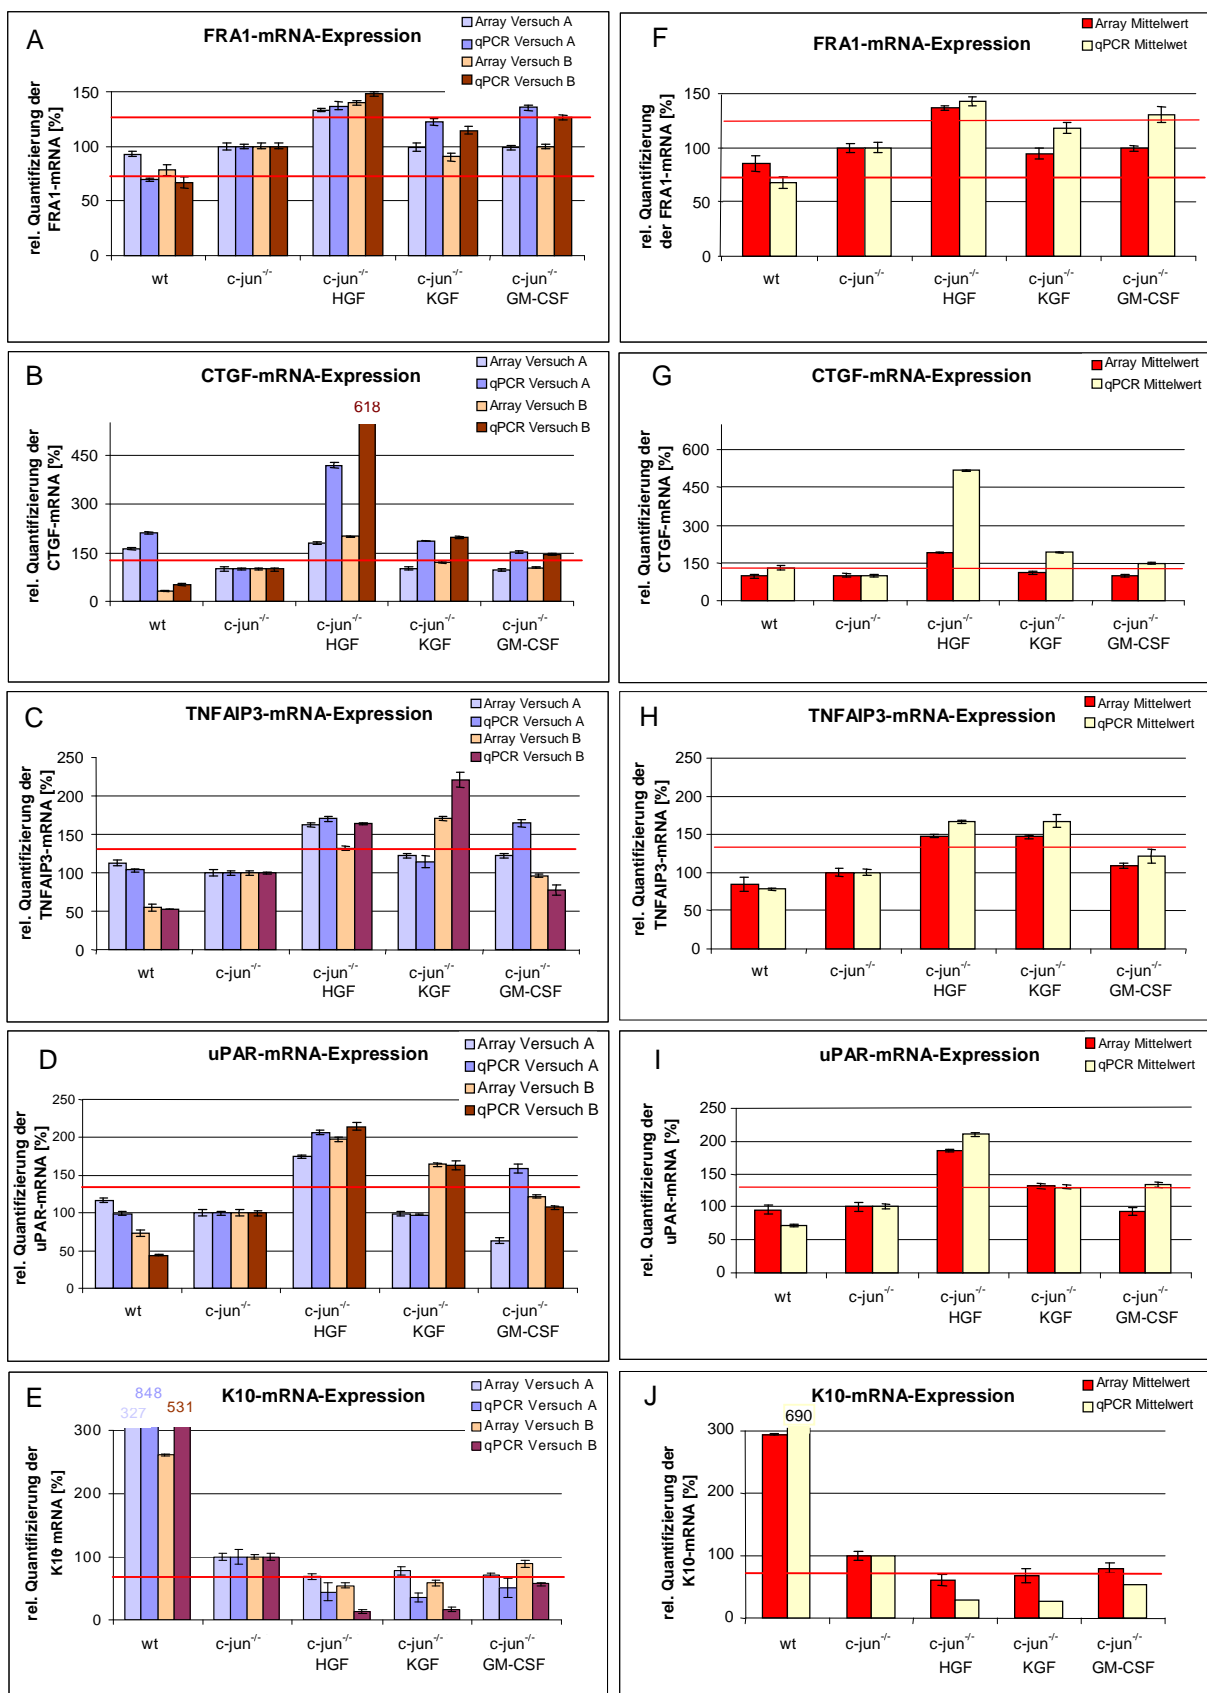 A
FRA1-mRNA-Expression
Array Versuch A
qPCR Versuch A
Array Versuch B
qPCR Versuch B
rel. Quantifizierung der
FRA1-mRNA [%]
150
100
50
0
wt
c-jun-/-
c-jun-/-
HGF
c-jun-/-
KGF
c-jun-/-
GM-CSF
F
FRA1-mRNA-Expression
Array Mittelwert
qPCR Mittelwet
rel. Quantifizierung
der FRA1-mRNA [%]
150
100
50
0
wt
c-jun-/-
c-jun-/-
HGF
c-jun-/-
KGF
c-jun-/-
GM-CSF
B
CTGF-mRNA-Expression
Array Versuch A
qPCR Versuch A
Array Versuch B
qPCR Versuch B
618
rel. Quantifizierung der
CTGF-mRNA [%]
450
300
150
0
wt
c-jun-/-
c-jun-/-
HGF
c-jun-/-
KGF
c-jun-/-
GM-CSF
G
CTGF-mRNA-Expression
Array Mittelwert
qPCR Mittelwert
rel. Quantifizierung der
CTGF-mRNA [%]
600
450
300
150
0
wt
c-jun-/-
c-jun-/-
HGF
c-jun-/-
KGF
c-jun-/-
GM-CSF
C
TNFAIP3-mRNA-Expression
Array Versuch A
qPCR Versuch A
Array Versuch B
qPCR Versuch B
rel. Quantifizierung der
TNFAIP3-mRNA [%]
250
200
150
100
50
0
wt
c-jun-/-
c-jun-/-
HGF
c-jun-/-
KGF
c-jun-/-
GM-CSF
H
TNFAIP3-mRNA-Expression
Array Mittelwert
qPCR Mittelwert
rel. Quantifizierung der
TNFAIP3-mRNA [%]
250
200
150
100
50
0
wt
c-jun-/-
c-jun-/-
HGF
c-jun-/-
KGF
c-jun-/-
GM-CSF
D
uPAR-mRNA-Expression
Array Versuch A
qPCR Versuch A
Array Versuch B
qPCR Versuch B
rel. Quantifizierung der
uPAR-mRNA [%]
250
200
150
100
50
0
wt
c-jun-/-
c-jun-/-
HGF
c-jun-/-
KGF
c-jun-/-
GM-CSF
I
uPAR-mRNA-Expression
Array Mittelwert
qPCR Mittelwert
rel. Quantifizierung der
uPAR-mRNA [%]
250
200
150
100
50
0
wt
c-jun-/-
c-jun-/-
HGF
c-jun-/-
KGF
c-jun-/-
GM-CSF
E
K10-mRNA-Expression
Array Versuch A
qPCR Versuch A
Array Versuch B
qPCR Versuch B
848
327
531
rel. Quantifizierung der
K10-mRNA [%]
300
200
100
50
0
wt
c-jun-/-
c-jun-/-
HGF
c-jun-/-
KGF
c-jun-/-
GM-CSF
J
K10-mRNA-Expression
Array Mittelwert
qPCR Mittelwert
690
rel. Quantifizierung der
K10-mRNA [%]
300
200
100
0
wt
c-jun-/-
c-jun-/-
HGF
c-jun-/-
KGF
c-jun-/-
GM-CSF